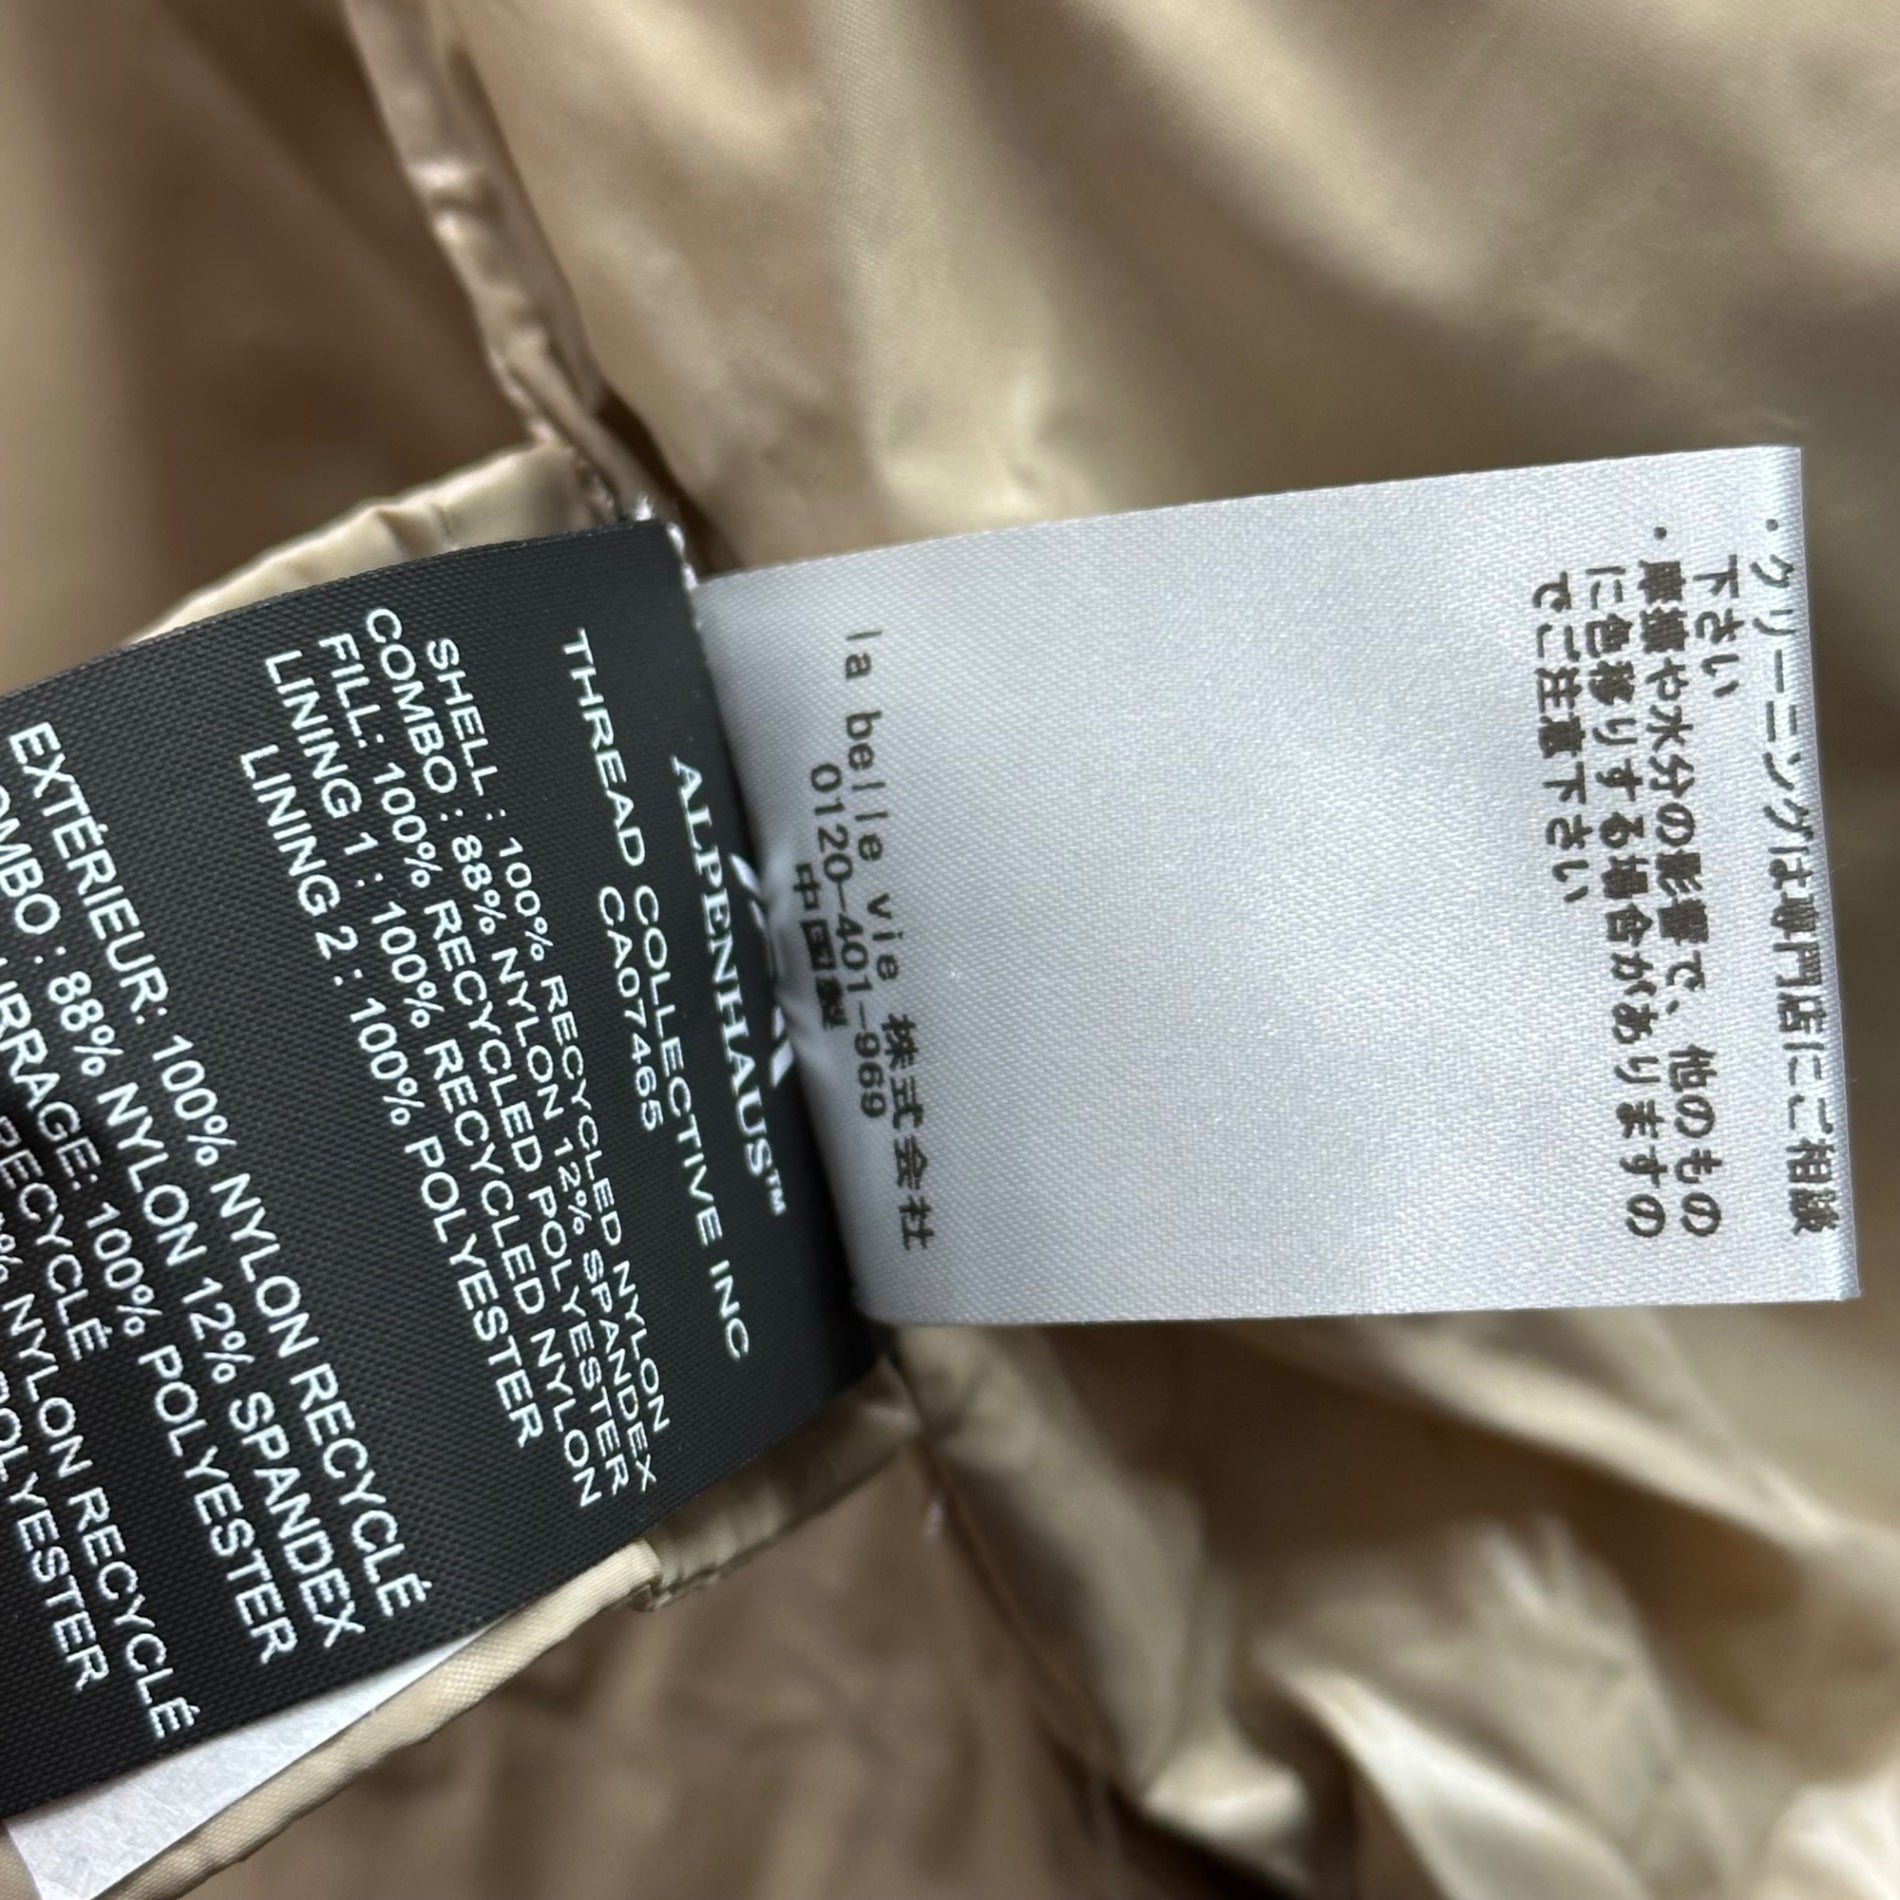 ALPENHAUS™
THREAD COLLECTIVE INC
CA07465
SHELL : 100% RECYCLED NYLON
COMBO : 88% NYLON 12% SPANDEX
FILL: 100% RECYCLED POLYESTER
LINING 1 : 100% RECYCLED NYLON
LINING 2 : 100% POLYESTER
EXTÉRIEUR: 100% NYLON RECYCLÉ
COMBO : 88% NYLON 12% SPANDEX
100% POLYESTER
RECYCLÉ
NYLON RECYCLÉ
POLYESTER
・クリーニングは専門店にご相談
下さい
・摩擦や水分の影響で、他のもの
に色移りする場合がありますの
でご注意下さい
la belle vie 株式会社
0120-401-969
中国製